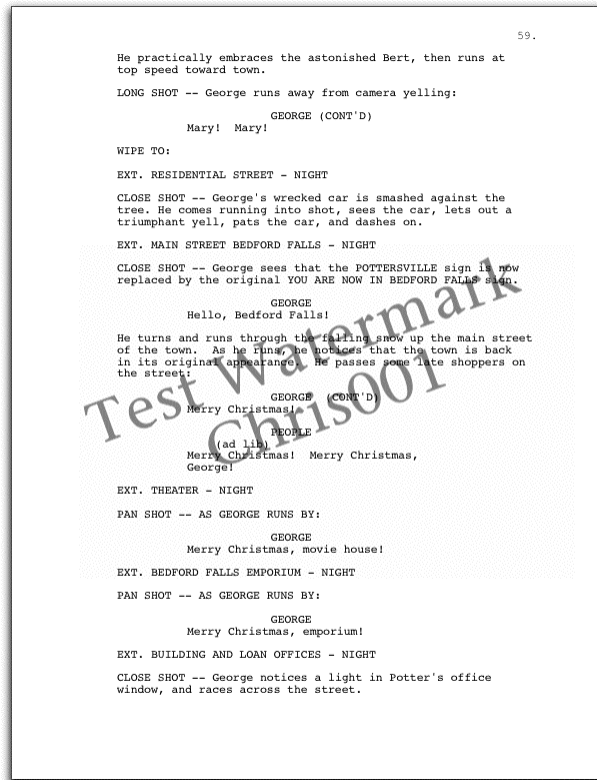 59.
He practically embraces the astonished Bert, then runs at
top speed toward town.
LONG SHOT -- George runs away from camera yelling:
GEORGE (CONT'D)
Mary!  Mary!
WIPE TO:
EXT. RESIDENTIAL STREET - NIGHT
CLOSE SHOT -- George's wrecked car is smashed against the
tree. He comes running into shot, sees the car, lets out a
triumphant yell, pats the car, and dashes on.
EXT. MAIN STREET BEDFORD FALLS - NIGHT
CLOSE SHOT -- George sees that the POTTERSVILLE sign is now
replaced by the original YOU ARE NOW IN BEDFORD FALLS sign.
GEORGE
Hello, Bedford Falls!
He turns and runs through the falling snow up the main street
of the town.  As he runs, he notices that the town is back
in its original appearance.  He passes some late shoppers on
the street:
GEORGE (CONT'D)
Merry Christmas!
PEOPLE
(ad lib)
Merry Christmas!  Merry Christmas,
George!
EXT. THEATER - NIGHT
PAN SHOT -- AS GEORGE RUNS BY:
GEORGE
Merry Christmas, movie house!
EXT. BEDFORD FALLS EMPORIUM - NIGHT
PAN SHOT -- AS GEORGE RUNS BY:
GEORGE
Merry Christmas, emporium!
EXT. BUILDING AND LOAN OFFICES - NIGHT
CLOSE SHOT -- George notices a light in Potter's office
window, and races across the street.
Test Watermark
Chris001